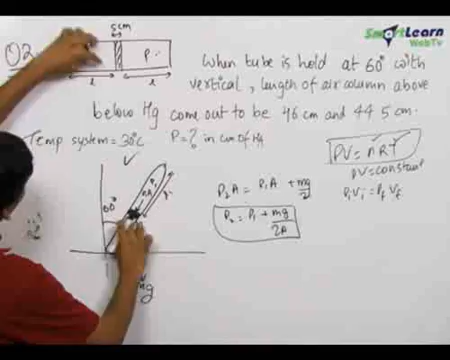 SmartLearn
WebTv
Q2
5cm
P
l
l
When tube is held at 60° with
vertical, length of air column above
below Hg come out to be 46 cm and 44.5 cm.
Temp system = 30°C P = ? in cm of Hg
PV = nRT
PV = constant
P₁V₁ = PfVf
60°
P₂A = P₁A + mg/2
P₂ = P₁ + mg/2A
mg